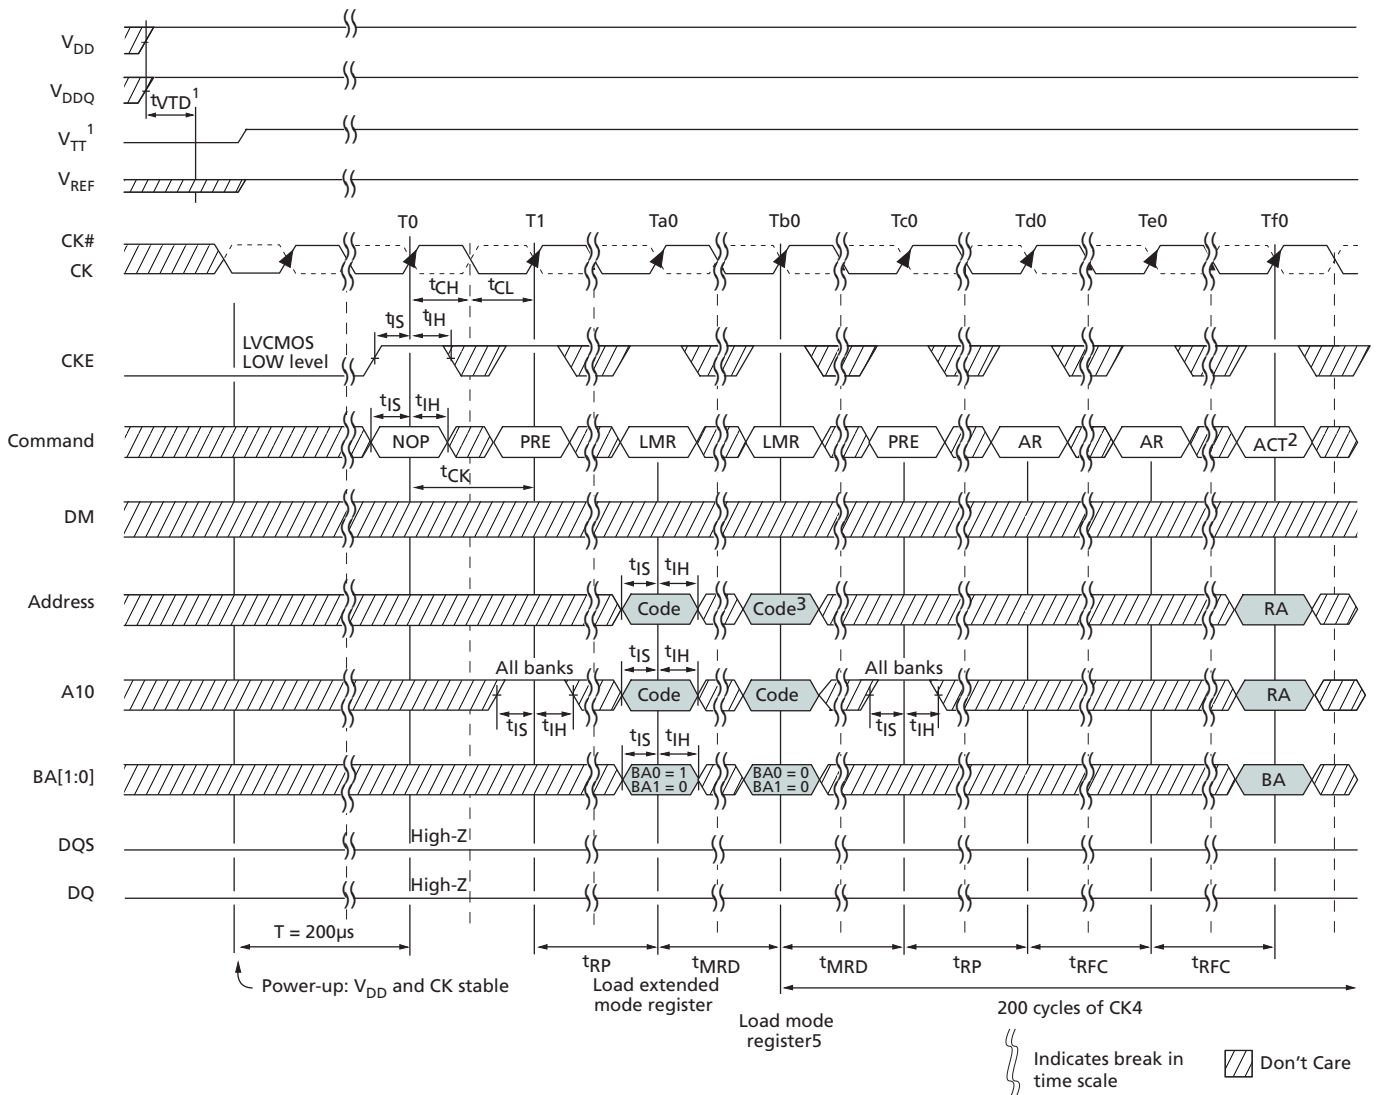 VDD
VDDQ
tVTD1
VTT1
VREF
T0 T1 Ta0 Tb0 Tc0 Td0 Te0 Tf0
CK#
CK
tCH tCL
tIS tIH
LVCMOS
LOW level
CKE
tIS tIH
Command NOP PRE LMR LMR PRE AR AR ACT2
tCK
DM
tIS tIH
Address Code Code3 RA
All banks tIS tIH All banks
A10 Code Code RA
tIS tIH tIS tIH
tIS tIH
BA[1:0] BA0 = 1 BA0 = 0 BA
BA1 = 0 BA1 = 0
DQS High-Z
DQ High-Z
T = 200µs
tRP tMRD tMRD tRP tRFC tRFC
Power-up: VDD and CK stable
Load extended
mode register
200 cycles of CK4
Load mode
register5
Indicates break in
time scale
Don't Care